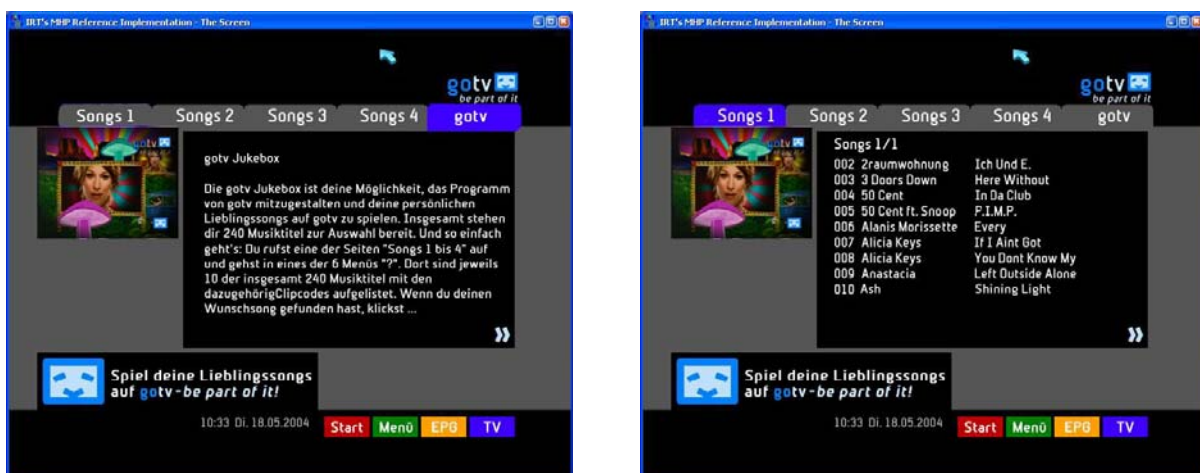 IRT's MHP Reference Implementation - The Screen
gotv
be part of it
Songs 1 Songs 2 Songs 3 Songs 4 gotv
gotv Jukebox
Die gotv Jukebox ist deine Möglichkeit, das Programm
von gotv mitzugestalten und deine persönlichen
Lieblingssongs auf gotv zu spielen. Insgesamt stehen
dir 240 Musiktitel zur Auswahl bereit. Und so einfach
geht's: Du rufst eine der Seiten "Songs 1 bis 4" auf
und gehst in eines der 6 Menüs "?". Dort sind jeweils
10 der insgesamt 240 Musiktitel mit den
dazugehörigClipcodes aufgelistet. Wenn du deinen
Wunschsong gefunden hast, klickst ...
Spiel deine Lieblingssongs
auf gotv-be part of it!
10:33 Di. 18.05.2004 Start Menü EPG TV
IRT's MHP Reference Implementation - The Screen
gotv
be part of it
Songs 1 Songs 2 Songs 3 Songs 4 gotv
Songs 1/1
002 2raumwohnung Ich Und E.
003 3 Doors Down Here Without
004 50 Cent In Da Club
005 50 Cent ft. Snoop P.I.M.P.
006 Alanis Morissette Every
007 Alicia Keys If I Aint Got
008 Alicia Keys You Dont Know My
009 Anastacia Left Outside Alone
010 Ash Shining Light
Spiel deine Lieblingssongs
auf gotv-be part of it!
10:33 Di. 18.05.2004 Start Menü EPG TV